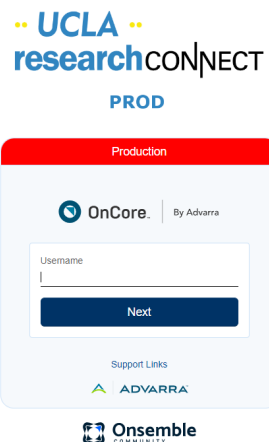 UCLA
researchCONNECT
PROD
Production
OnCore. By Advarra
Username
Next
Support Links
ADVARRA
Onsemble
COMMUNITY